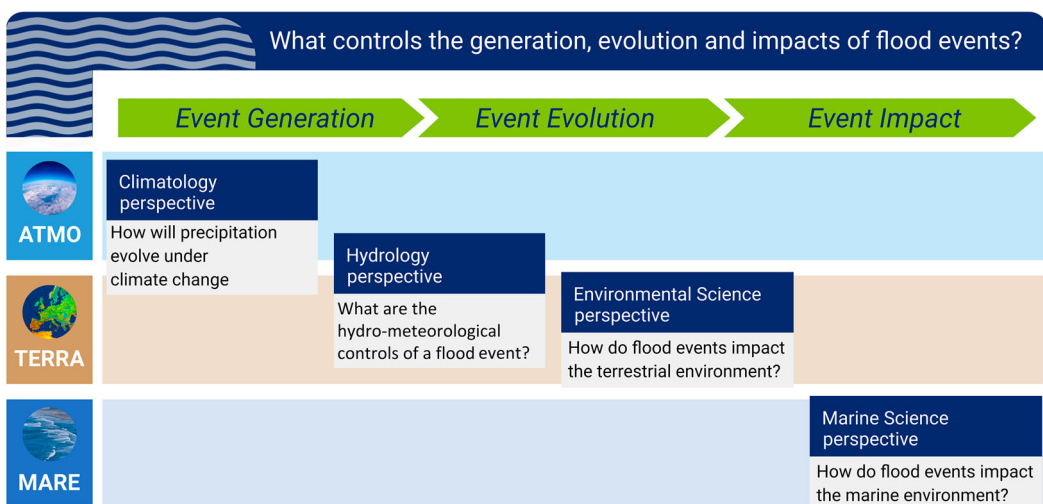 What controls the generation, evolution and impacts of flood events?
Event Generation
Event Evolution
Event Impact
ATMO
Climatology
perspective
How will precipitation
evolve under
climate change
Hydrology
perspective
What are the
hydro-meteorological
controls of a flood event?
TERRA
Environmental Science
perspective
How do flood events impact
the terrestrial environment?
MARE
Marine Science
perspective
How do flood events impact
the marine environment?